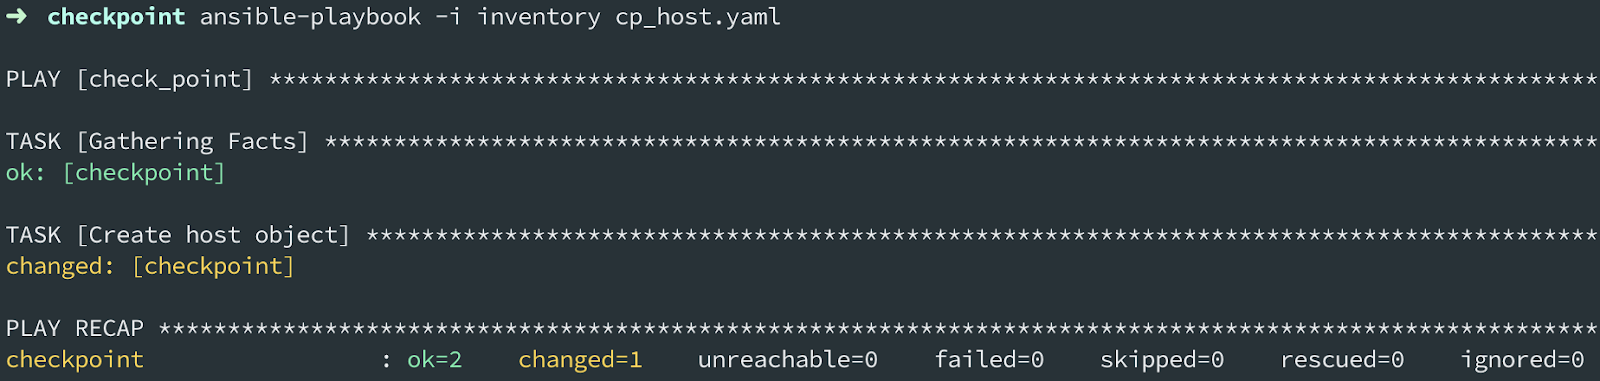 ➜ checkpoint ansible-playbook -i inventory cp_host.yaml
PLAY [check_point] *************************************************************************************************
TASK [Gathering Facts] *********************************************************************************************
ok: [checkpoint]
TASK [Create host object] ******************************************************************************************
changed: [checkpoint]
PLAY RECAP *********************************************************************************************************
checkpoint : ok=2 changed=1 unreachable=0 failed=0 skipped=0 rescued=0 ignored=0